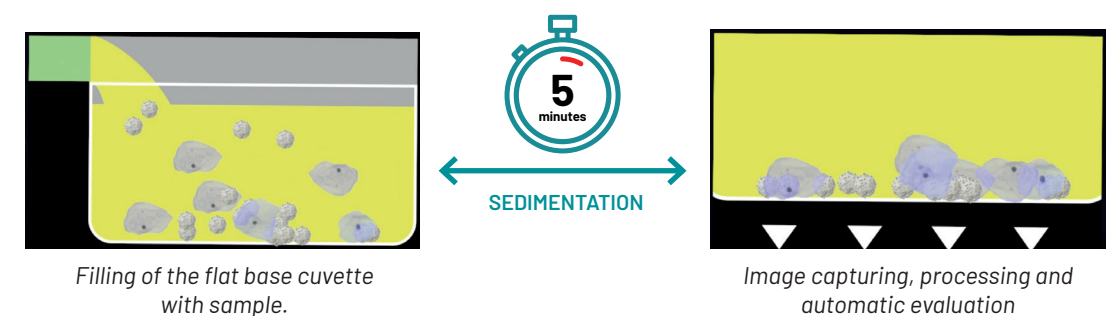 5
minutes
SEDIMENTATION
Filling of the flat base cuvette
with sample.
Image capturing, processing and
automatic evaluation